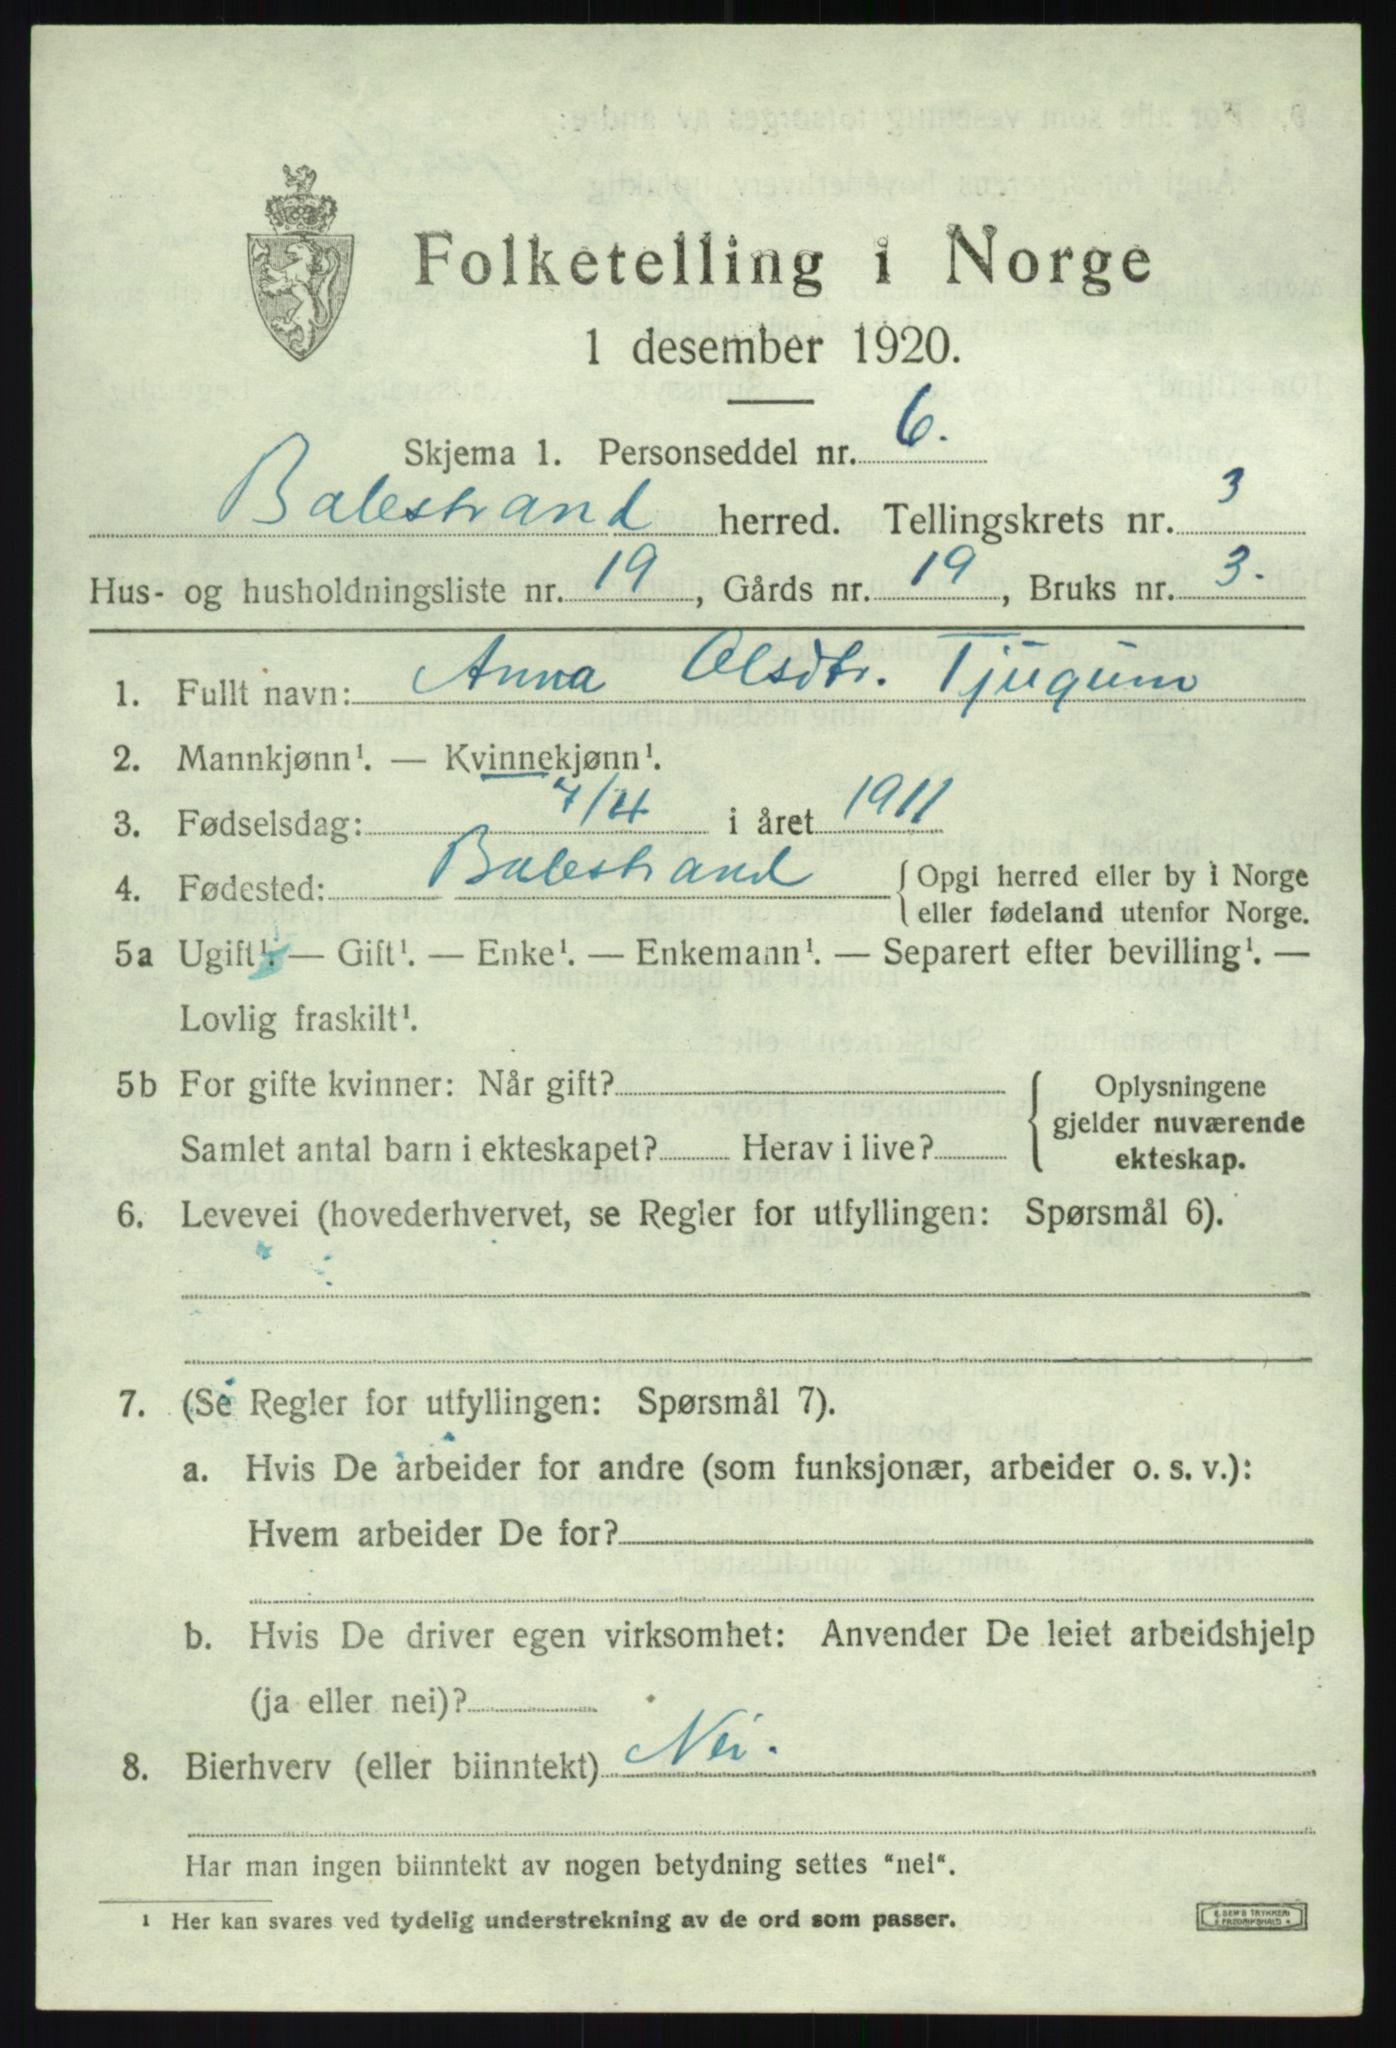 Folketelling i Norge
1 desember 1920.
Skjema 1. Personseddel nr. 6.
Balestrand herred. Tellingskrets nr. 3
Hus- og husholdningsliste nr. 19, Gårds nr. 19, Bruks nr. 3.
1. Fullt navn: Anna Olsdtr. Tjugum
2. Mannkjønn¹. — Kvinnekjønn¹.
3. Fødselsdag: 7/4 i året 1911
4. Fødested: Balestrand {Opgi herred eller by i Norge
eller fødeland utenfor Norge.
5a Ugift¹. — Gift¹. — Enke¹. — Enkemann¹. — Separert efter bevilling¹. —
Lovlig fraskilt¹.
5b For gifte kvinner: Når gift?
Samlet antal barn i ekteskapet? Herav i live?
{Oplysningene
gjelder nuværende
ekteskap.
6. Levevei (hovederhvervet, se Regler for utfyllingen: Spørsmål 6).
7. (Se Regler for utfyllingen: Spørsmål 7).
a. Hvis De arbeider for andre (som funksjonær, arbeider o. s. v.):
Hvem arbeider De for?
b. Hvis De driver egen virksomhet: Anvender De leiet arbeidshjelp
(ja eller nei)?
8. Bierhverv (eller biinntekt) Nei.
Har man ingen biinntekt av nogen betydning settes "nei".
¹ Her kan svares ved tydelig understrekning av de ord som passer.
E. SEM'S TRYKKERI
FREDRIKSHALD